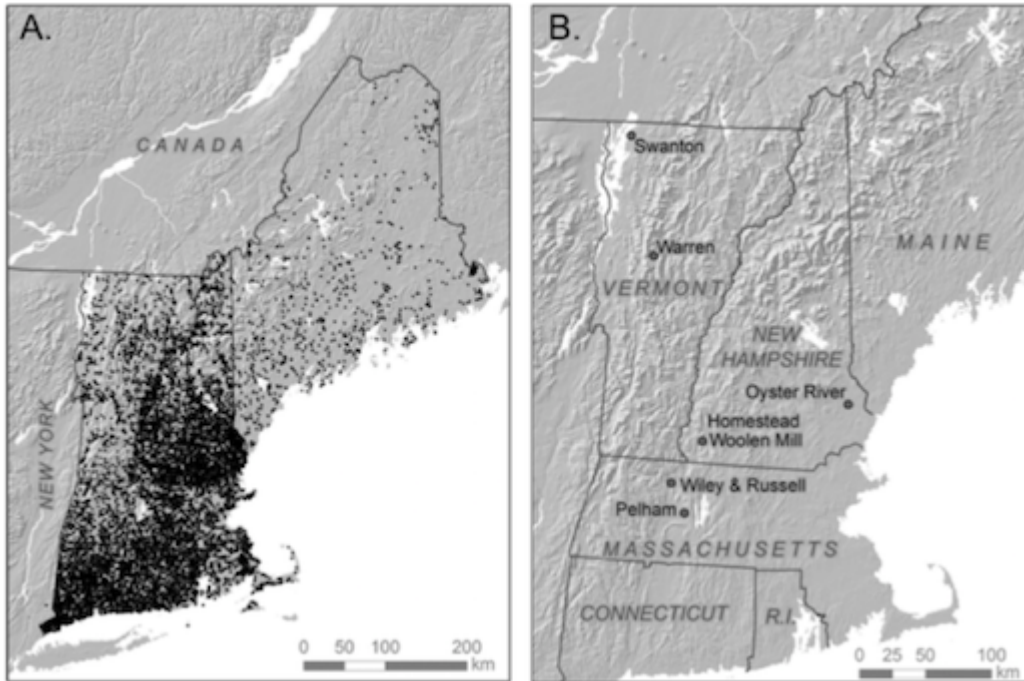 A.
CANADA
NEW YORK
0 50 100 200
km
B.
Swanton
Warren
VERMONT
MAINE
NEW
HAMPSHIRE
Oyster River
Homestead
Woolen Mill
Wiley & Russell
Pelham
MASSACHUSETTS
CONNECTICUT
R.I.
0 25 50 100
km